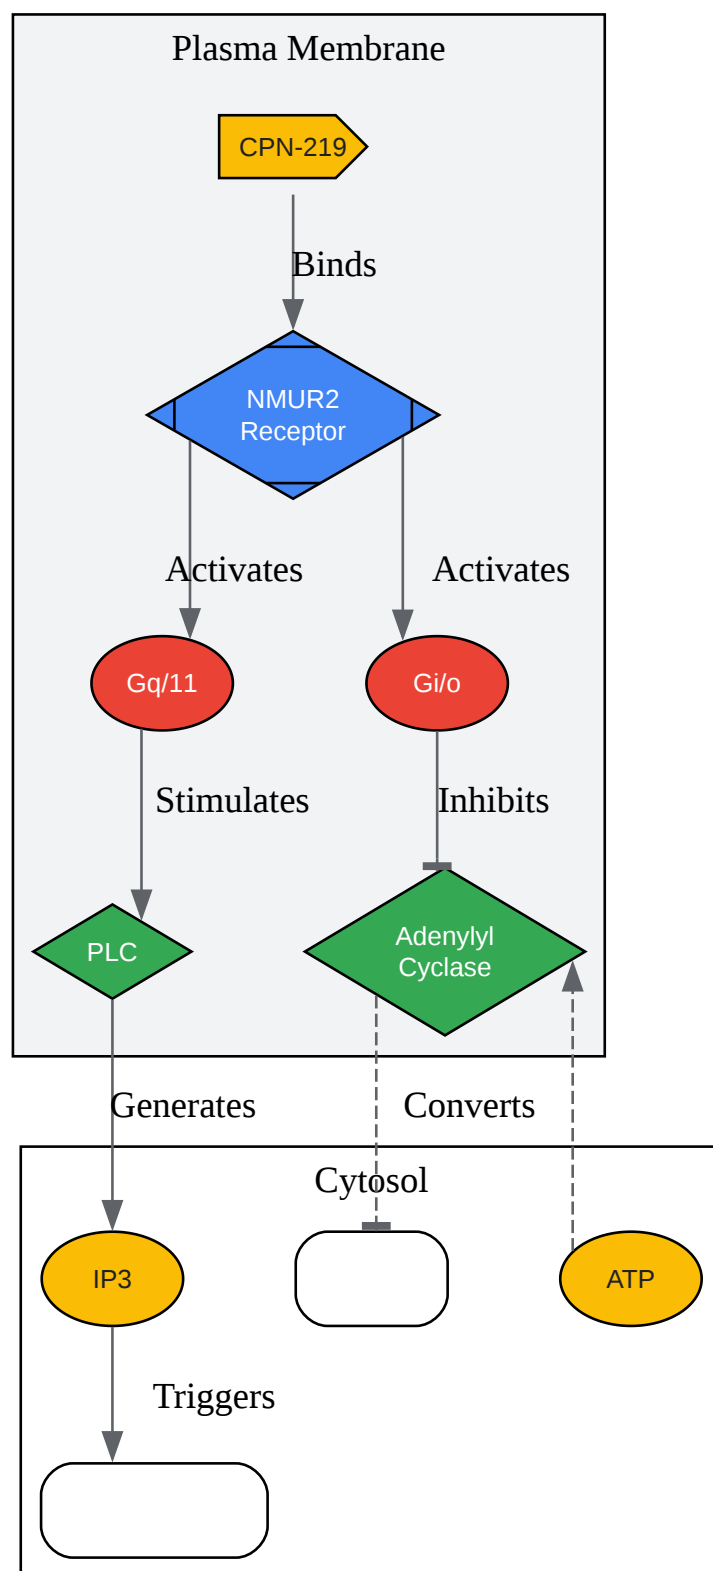 Plasma Membrane
CPN-219
Binds
NMUR2
Receptor
Activates
Activates
Gq/11
Gi/o
Stimulates
Inhibits
PLC
Adenylyl
Cyclase
Generates
Converts
Cytosol
IP3
ATP
Triggers